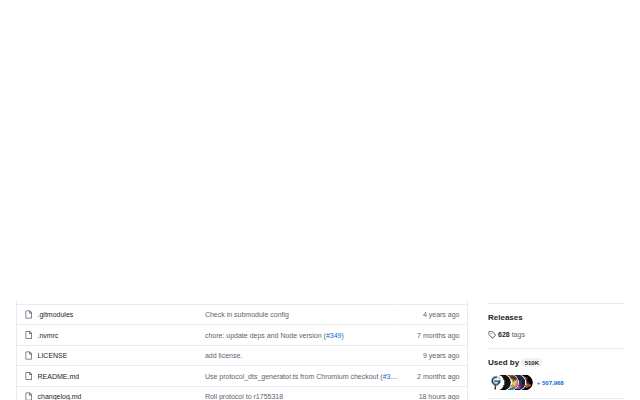 .gitmodules Check in submodule config 4 years ago
.nvmrc chore: update deps and Node version (#349) 7 months ago
LICENSE add license. 9 years ago
README.md Use protocol_dts_generator.ts from Chromium checkout (#3... 2 months ago
changelog.md Roll protocol to r1755318 18 hours ago
Releases
628 tags
Used by 510K
+ 507,968